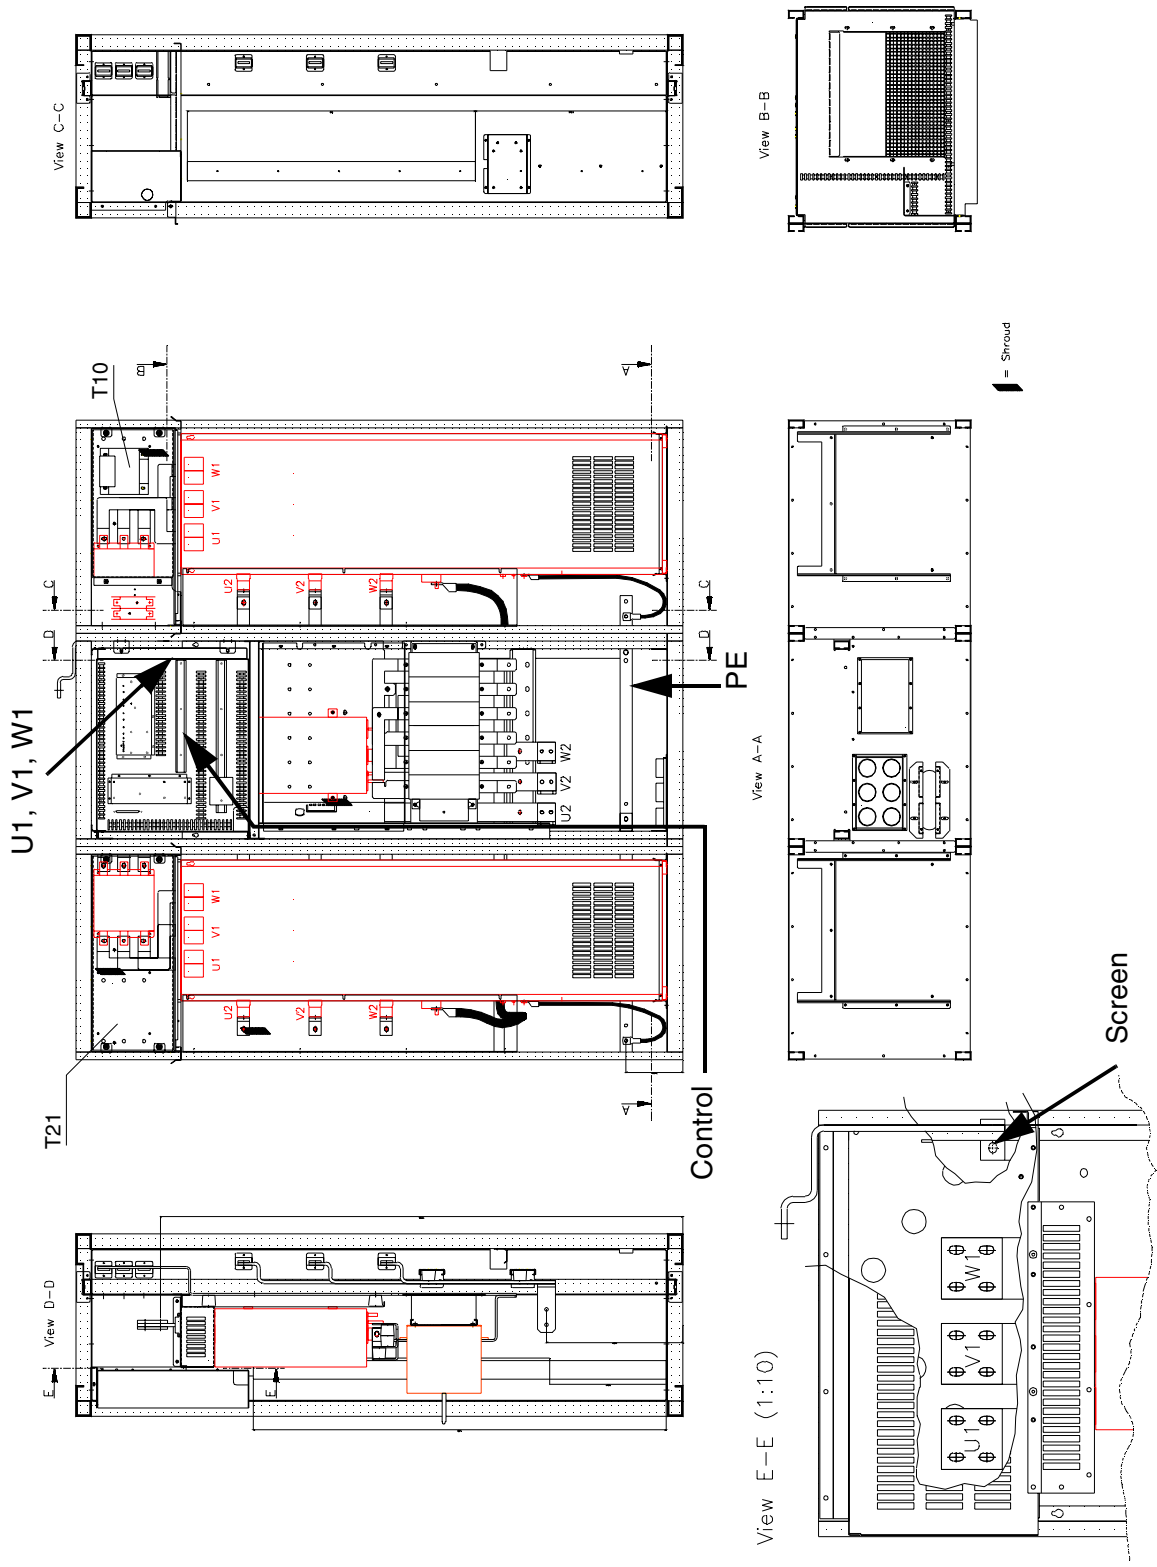 View C-C
View B-B
= Shroud
T10
B
A
C
C
D
D
W1
V1
U1
U2
V2
W2
U1, V1, W1
PE
W2
V2
U2
View A-A
W1
V1
U1
U2
V2
W2
T21
A
Control
Screen
View D-D
E
E
View E-E (1:10)
W1
V1
U1